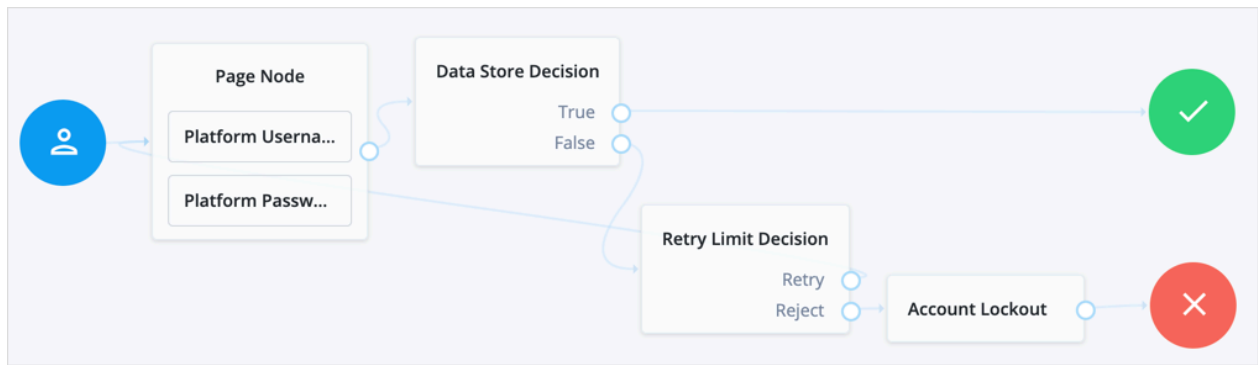 Page Node
Platform Userna...
Platform Passw...
Data Store Decision
True
False
Retry Limit Decision
Retry
Reject
Account Lockout